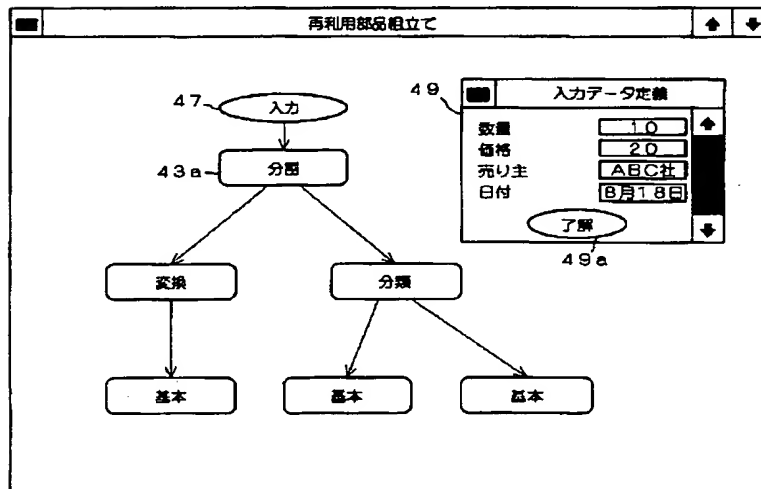 再利用部品組立て
47
入力
49
入力データ定義
数量 10
価格 20
売り主 ABC社
日付 8月18日
了解
49a
43a
分割
変換
分類
基本
基本
基本